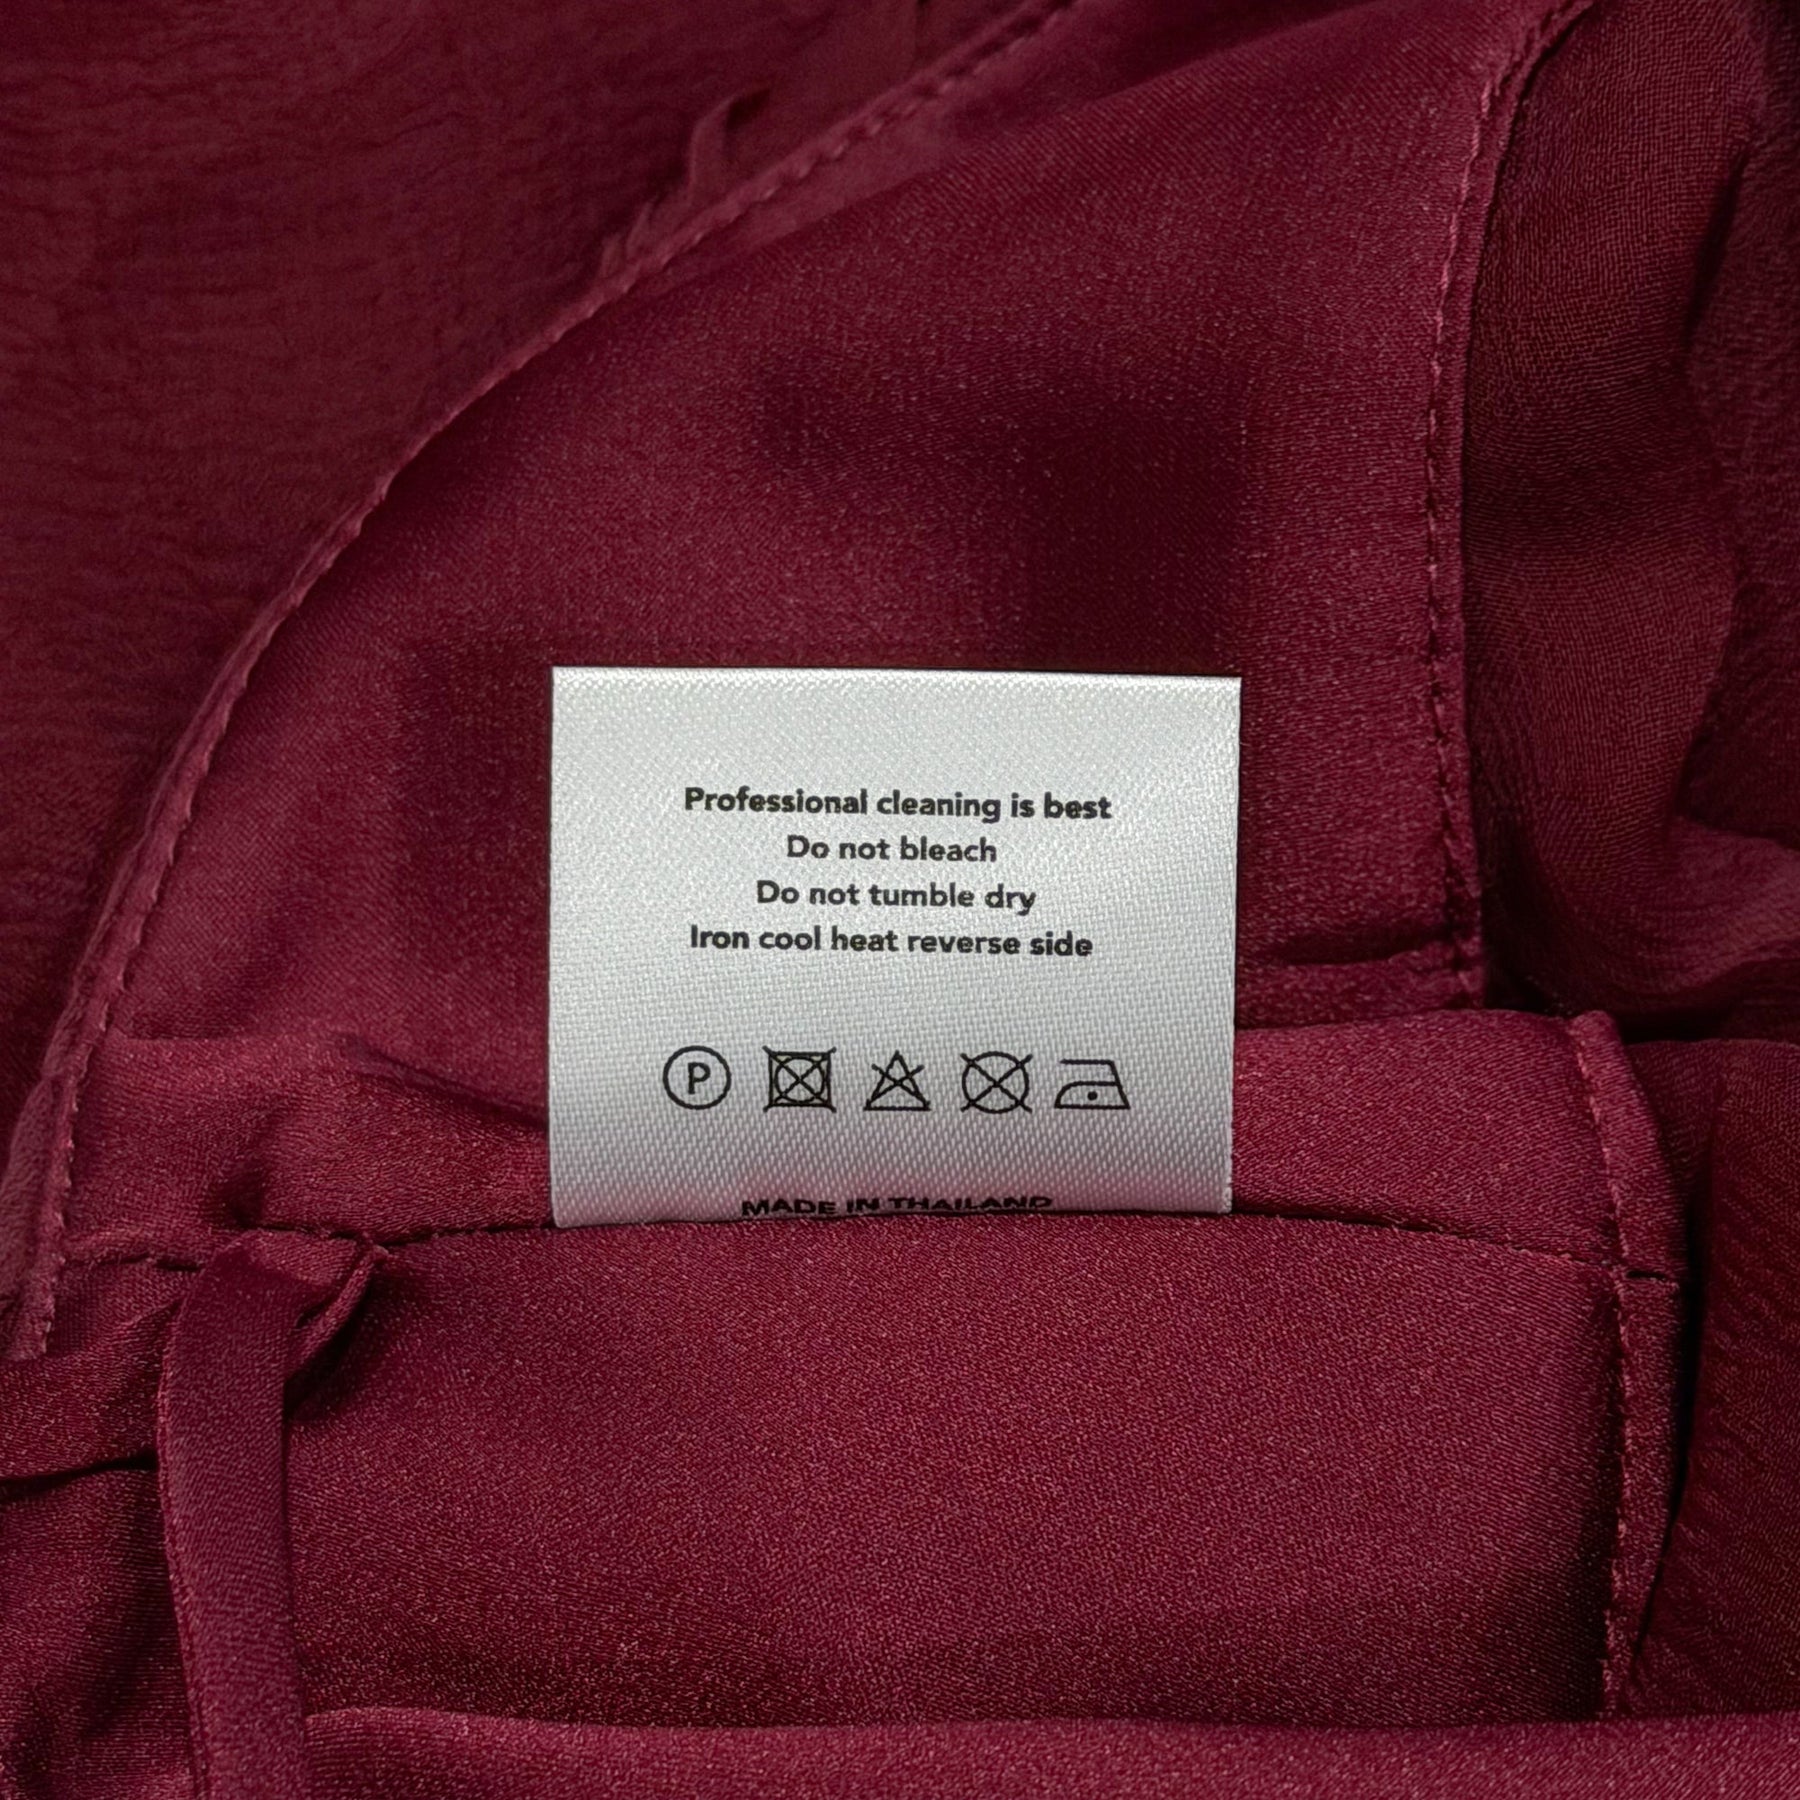 Professional cleaning is best
Do not bleach
Do not tumble dry
Iron cool heat reverse side
P
MADE IN THAILAND